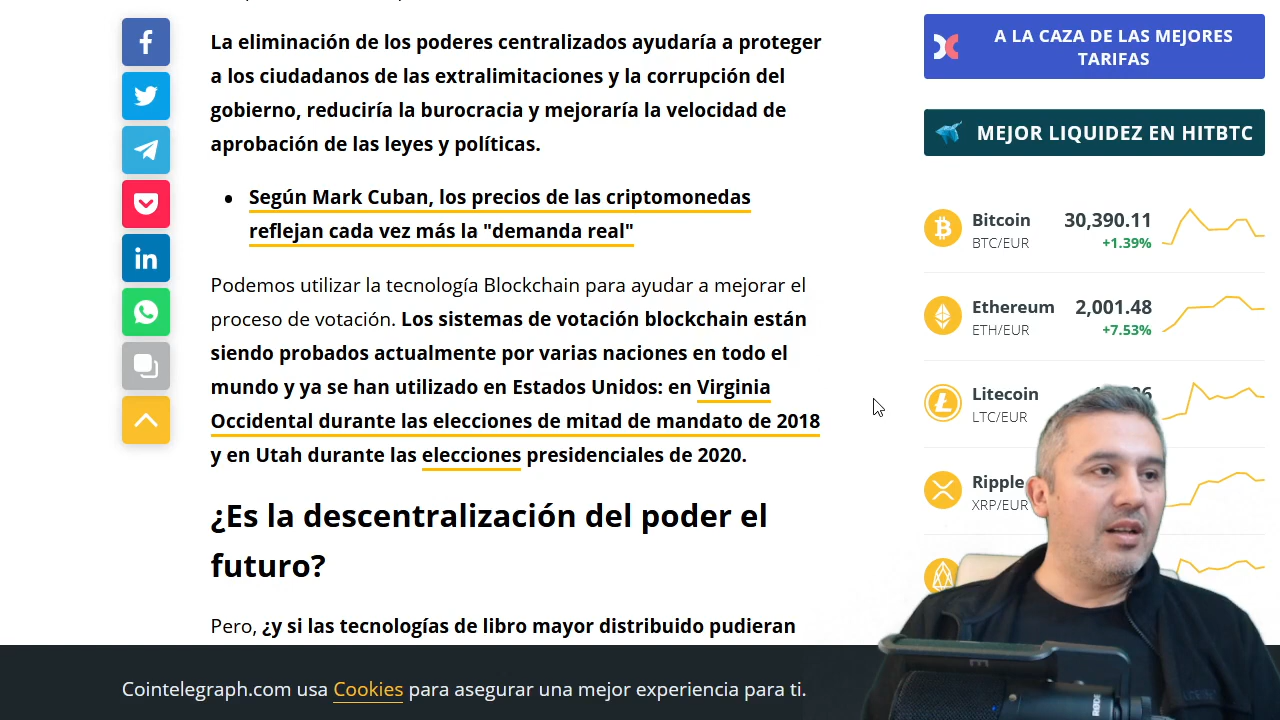 La eliminación de los poderes centralizados ayudaría a proteger
a los ciudadanos de las extralimitaciones y la corrupción del
gobierno, reduciría la burocracia y mejoraría la velocidad de
aprobación de las leyes y políticas.
Según Mark Cuban, los precios de las criptomonedas
reflejan cada vez más la "demanda real"
Podemos utilizar la tecnología Blockchain para ayudar a mejorar el
proceso de votación. Los sistemas de votación blockchain están
siendo probados actualmente por varias naciones en todo el
mundo y ya se han utilizado en Estados Unidos: en Virginia
Occidental durante las elecciones de mitad de mandato de 2018
y en Utah durante las elecciones presidenciales de 2020.
¿Es la descentralización del poder el
futuro?
Pero, ¿y si las tecnologías de libro mayor distribuido pudieran
Cointelegraph.com usa Cookies para asegurar una mejor experiencia para ti.
A LA CAZA DE LAS MEJORES
TARIFAS
MEJOR LIQUIDEZ EN HITBTC
Bitcoin 30,390.11
BTC/EUR +1.39%
Ethereum 2,001.48
ETH/EUR +7.53%
Litecoin
LTC/EUR
Ripple
XRP/EUR
RØDE